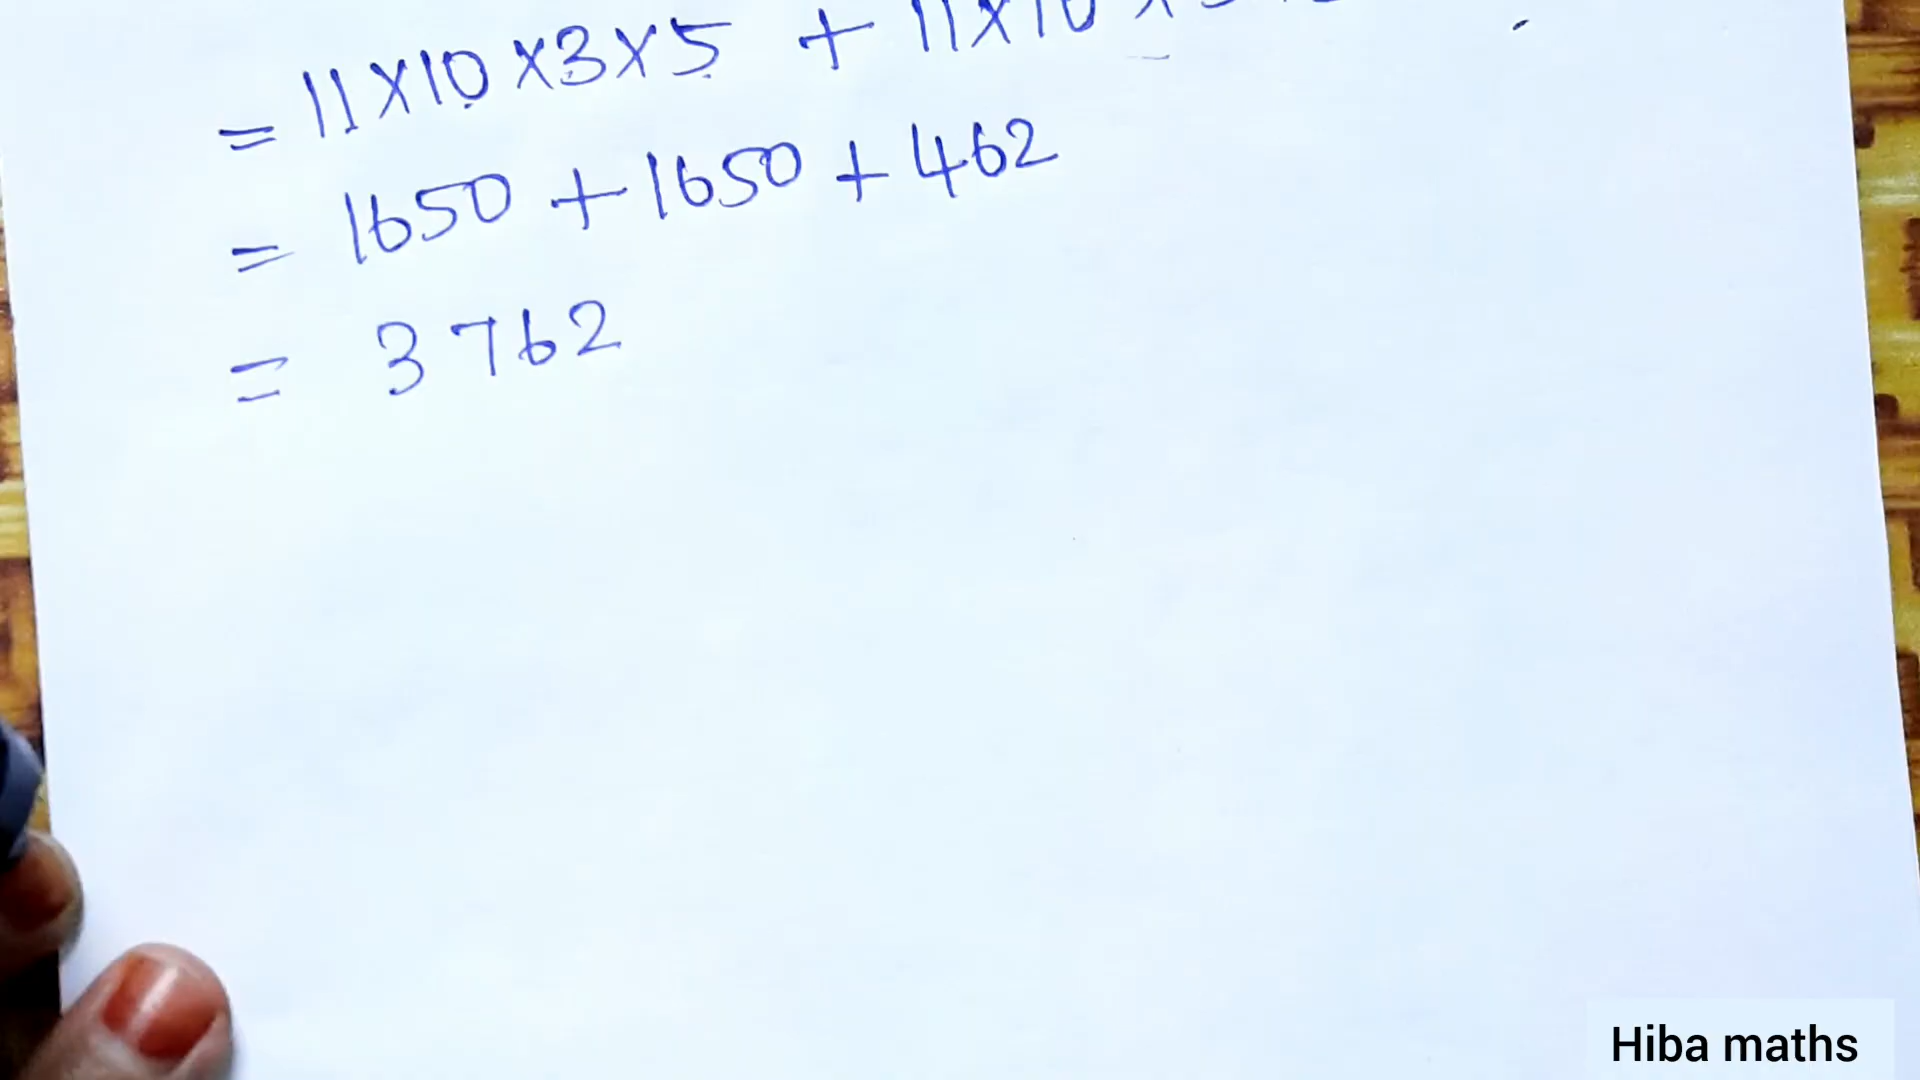 = 11×10×3×5 + 11×10×
= 1650 + 1650 + 462
= 3762
Hiba maths